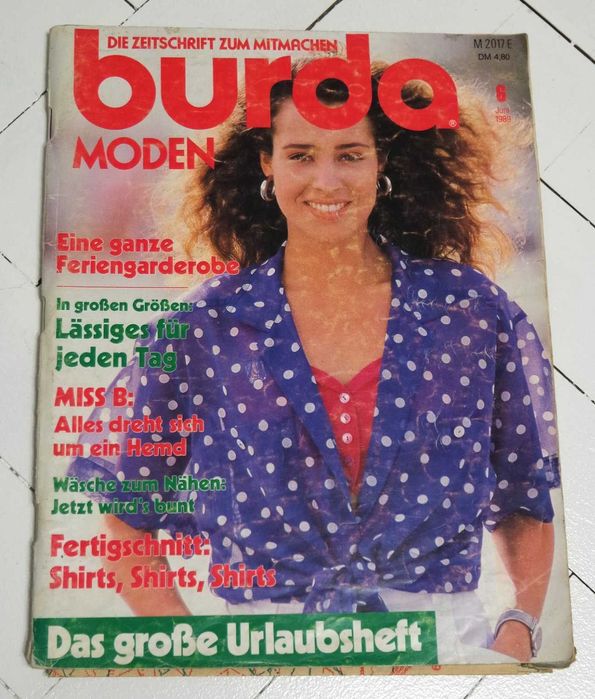 DIE ZEITSCHRIFT ZUM MITMACHEN
M 2017 E
DM 4,80
burda
®
6
Juni
1989
MODEN
Eine ganze
Feriengarderobe
In großen Größen:
Lässiges für
jeden Tag
MISS B:
Alles dreht sich
um ein Hemd
Wäsche zum Nähen:
Jetzt wird's bunt
Fertigschnitt:
Shirts, Shirts, Shirts
Das große Urlaubsheft